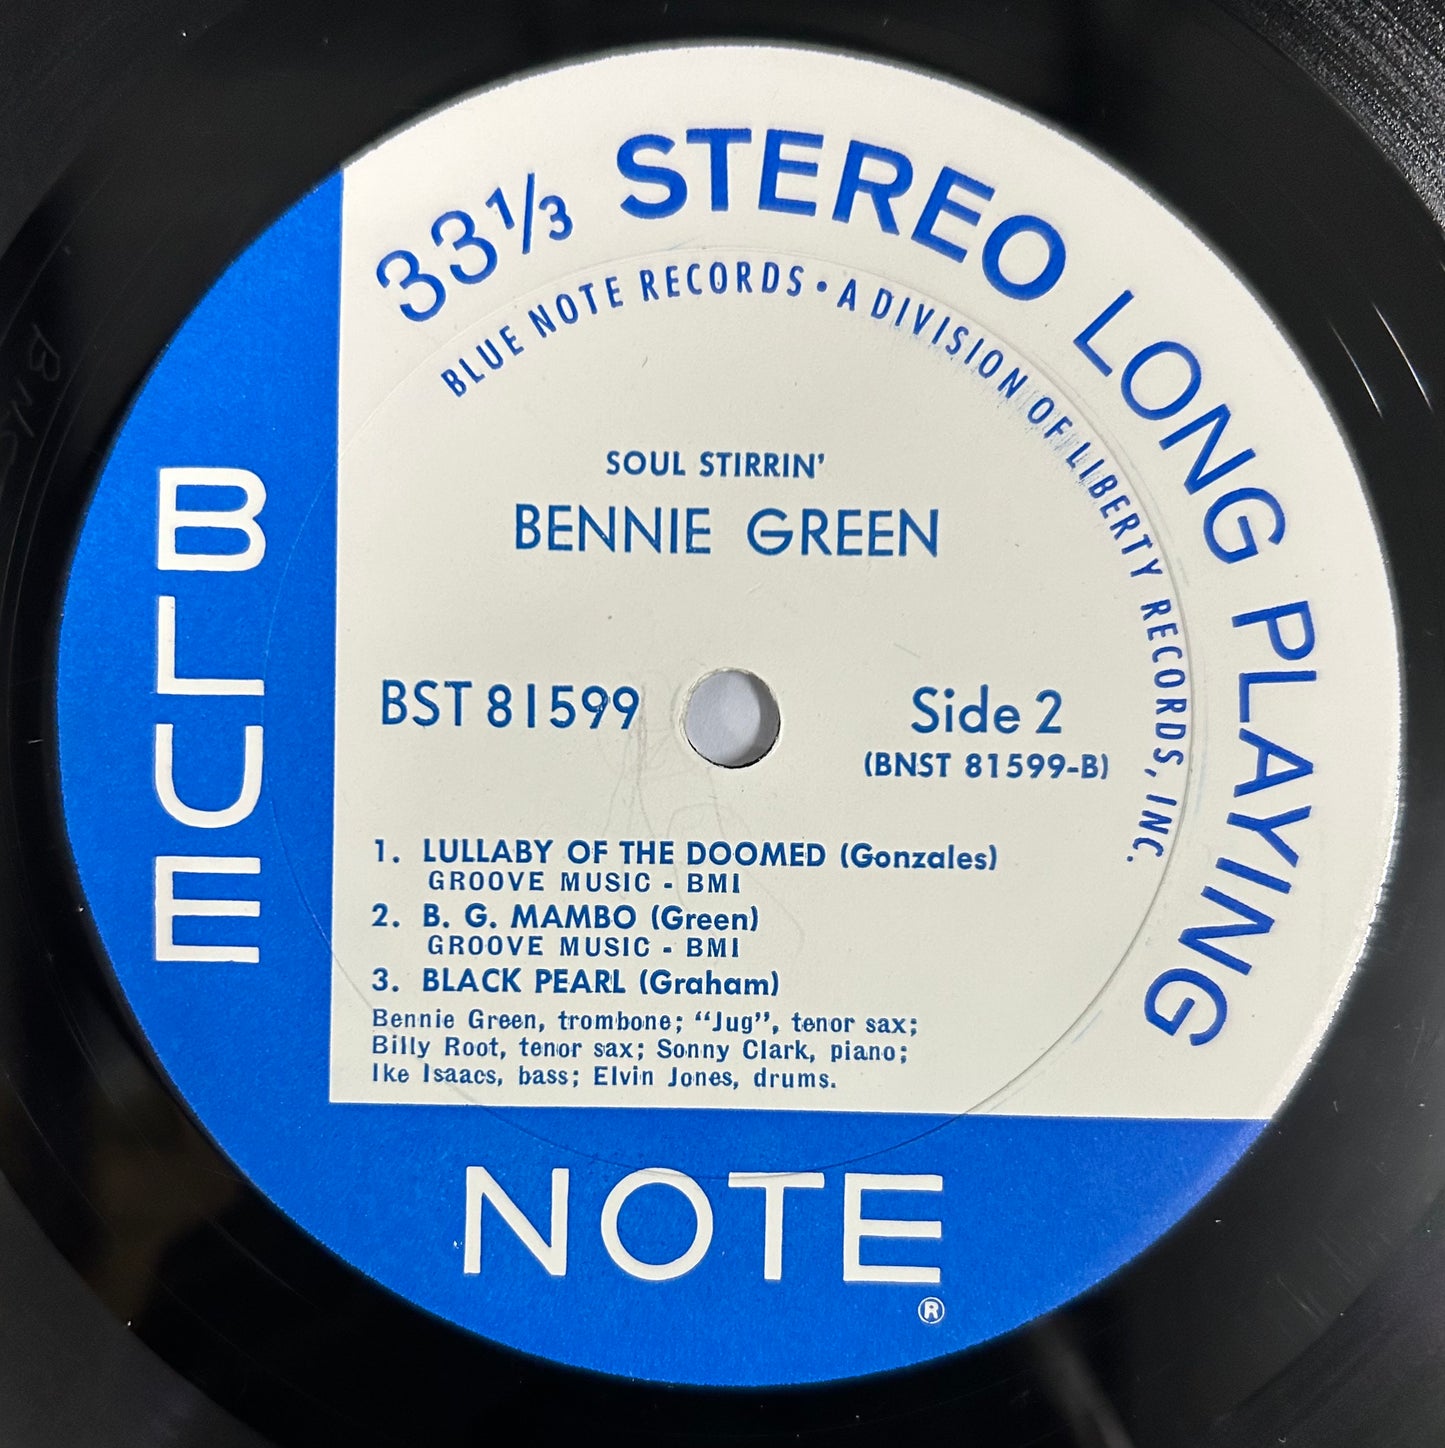 33 1/3 STEREO LONG PLAYING
BLUE NOTE RECORDS • A DIVISION OF LIBERTY RECORDS, INC.
SOUL STIRRIN'
BENNIE GREEN
BST 81599
Side 2
(BNST 81599-B)
1. LULLABY OF THE DOOMED (Gonzales)
GROOVE MUSIC - BMI
2. B. G. MAMBO (Green)
GROOVE MUSIC - BMI
3. BLACK PEARL (Graham)
Bennie Green, trombone; "Jug", tenor sax;
Billy Root, tenor sax; Sonny Clark, piano;
Ike Isaacs, bass; Elvin Jones, drums.
BLUE
NOTE
®